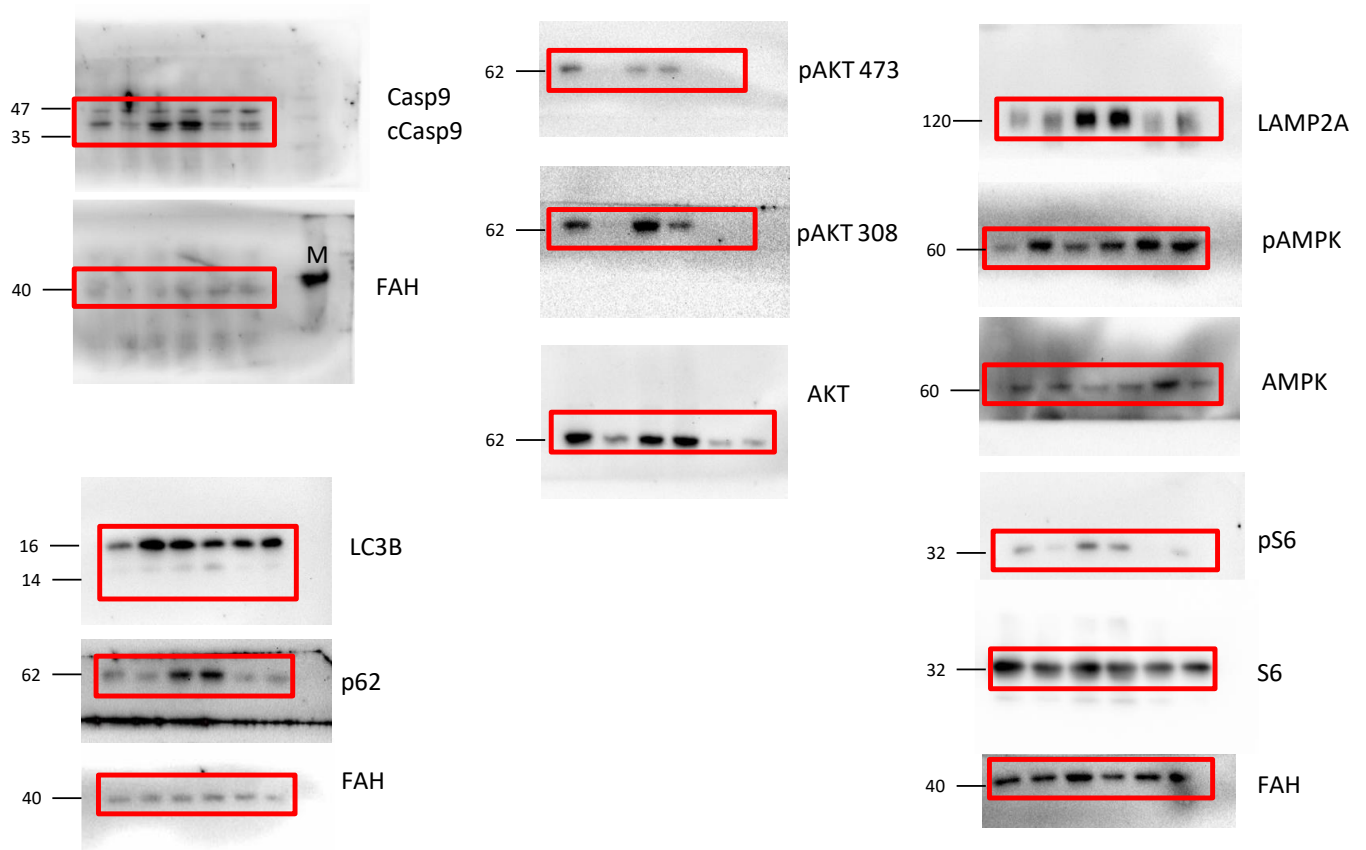 47
35
Casp9
cCasp9
M
40
FAH
16
14
LC3B
62
p62
40
FAH
62
pAKT 473
62
pAKT 308
62
AKT
120
LAMP2A
60
pAMPK
60
AMPK
32
pS6
32
S6
40
FAH